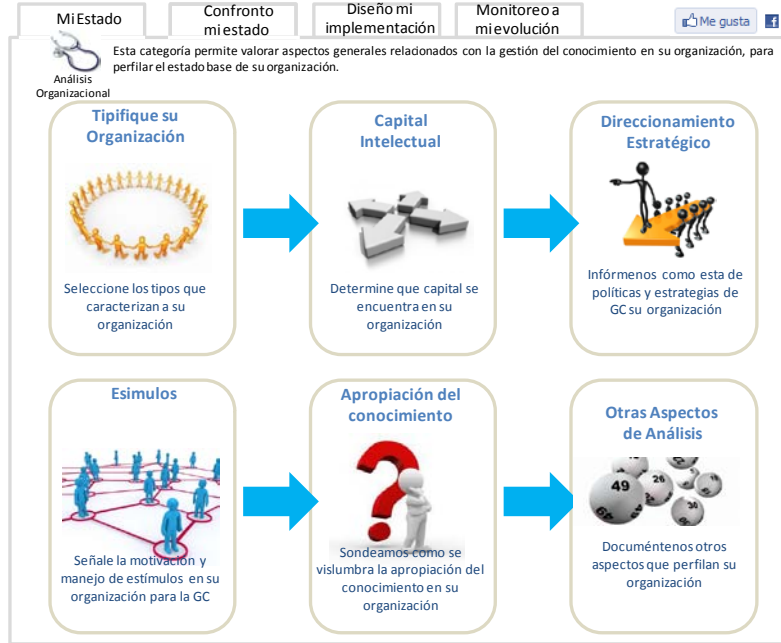 Mi Estado
Confronto
mi estado
Diseño mi
implementación
Monitoreo a
mi evolución
Me gusta
f
Esta categoría permite valorar aspectos generales relacionados con la gestión del conocimiento en su organización, para
perfilar el estado base de su organización.
Análisis
Organizacional
Tipifique su
Organización
Seleccione los tipos que
caracterizan a su
organización
Capital
Intelectual
Determine que capital se
encuentra en su
organización
Direccionamiento
Estratégico
Infórmenos como esta de
políticas y estrategias de
GC su organización
Esimulos
Señale la motivación y
manejo de estímulos en su
organización para la GC
Apropiación del
conocimiento
Sondeamos como se
vislumbra la apropiación del
conocimiento en su
organización
Otras Aspectos
de Análisis
49
26
30
Documéntenos otros
aspectos que perfilan su
organización